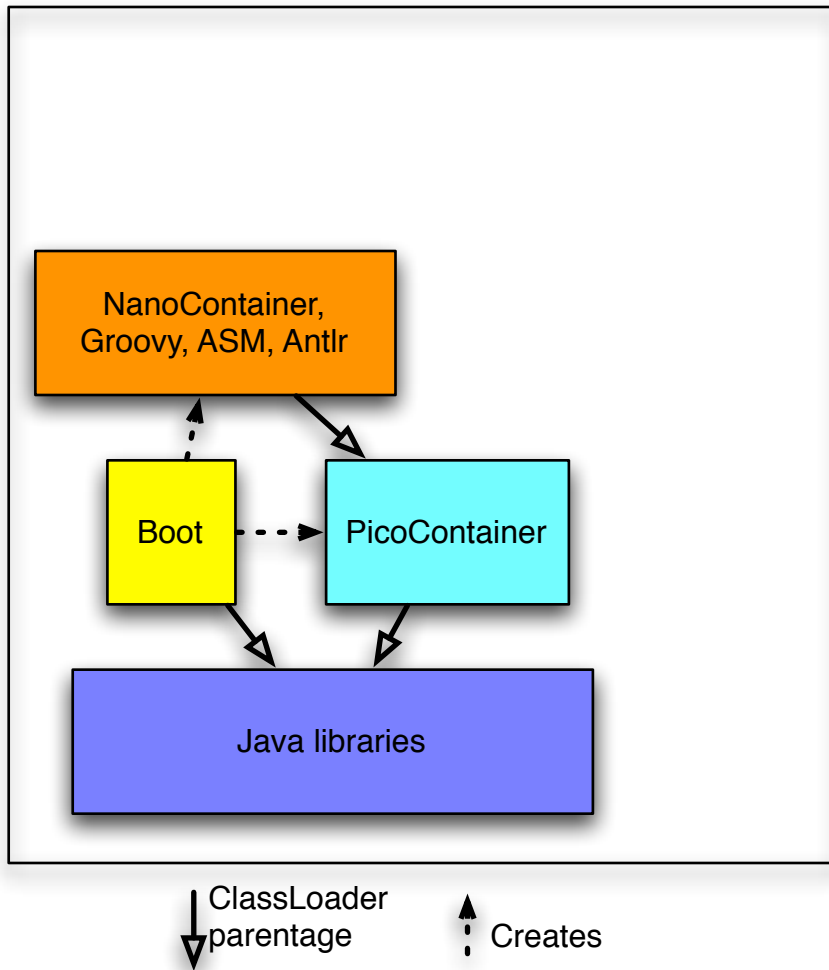 NanoContainer,
Groovy, ASM, Antlr
Boot
PicoContainer
Java libraries
ClassLoader
parentage
Creates